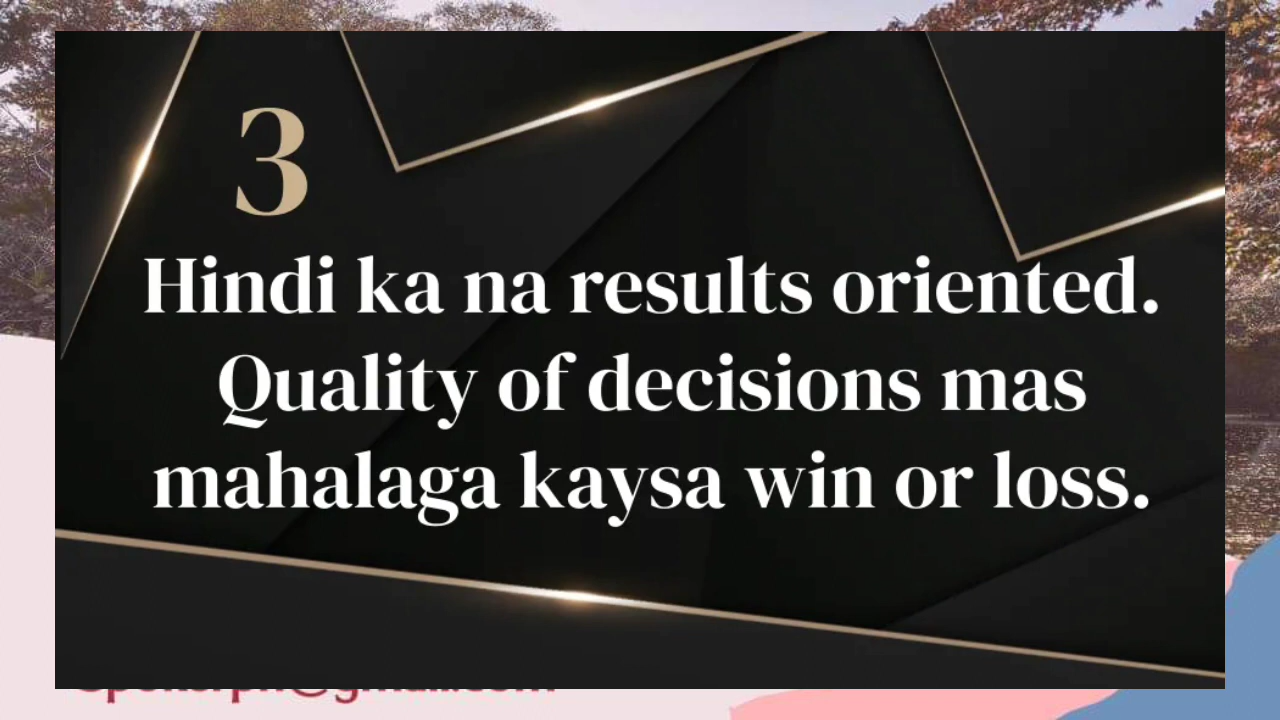 3
Hindi ka na results oriented.
Quality of decisions mas
mahalaga kaysa win or loss.